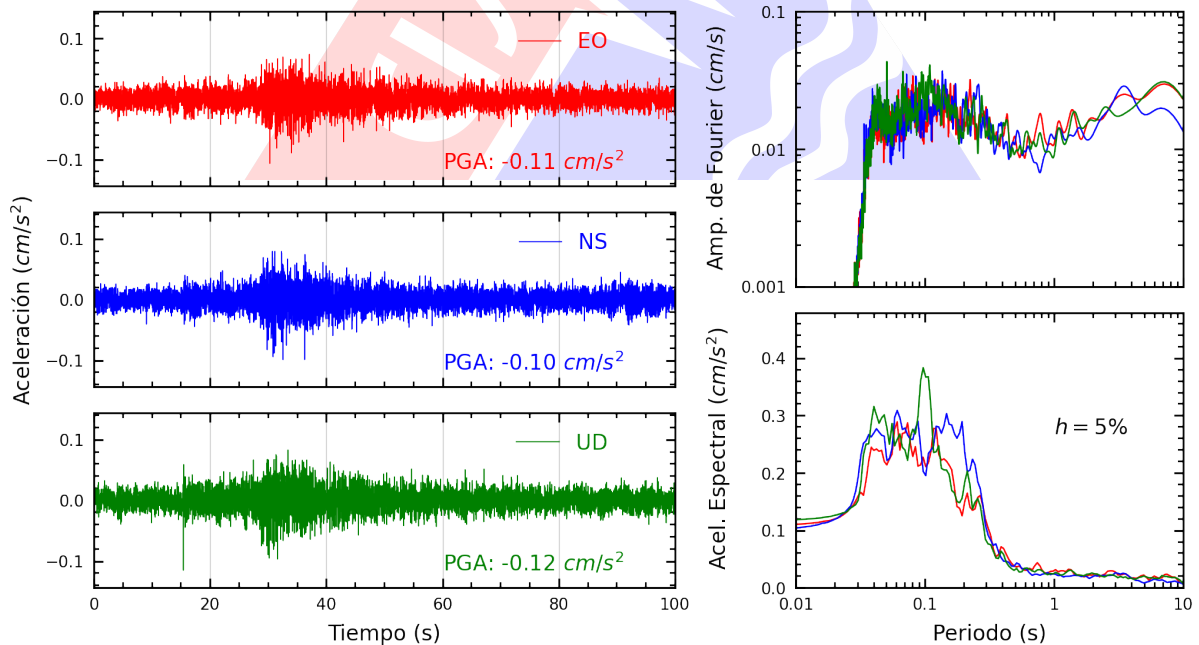 Aceleración (cm/s²)
0.1
0.0
−0.1
EO
PGA: -0.11 cm/s²
0.1
0.0
−0.1
NS
PGA: -0.10 cm/s²
0.1
0.0
−0.1
UD
PGA: -0.12 cm/s²
0 20 40 60 80 100
Tiempo (s)
Amp. de Fourier (cm/s)
0.1
0.01
0.001
Acel. Espectral (cm/s²)
0.4
0.3
0.2
0.1
0.0
h = 5%
0.01 0.1 1 10
Periodo (s)